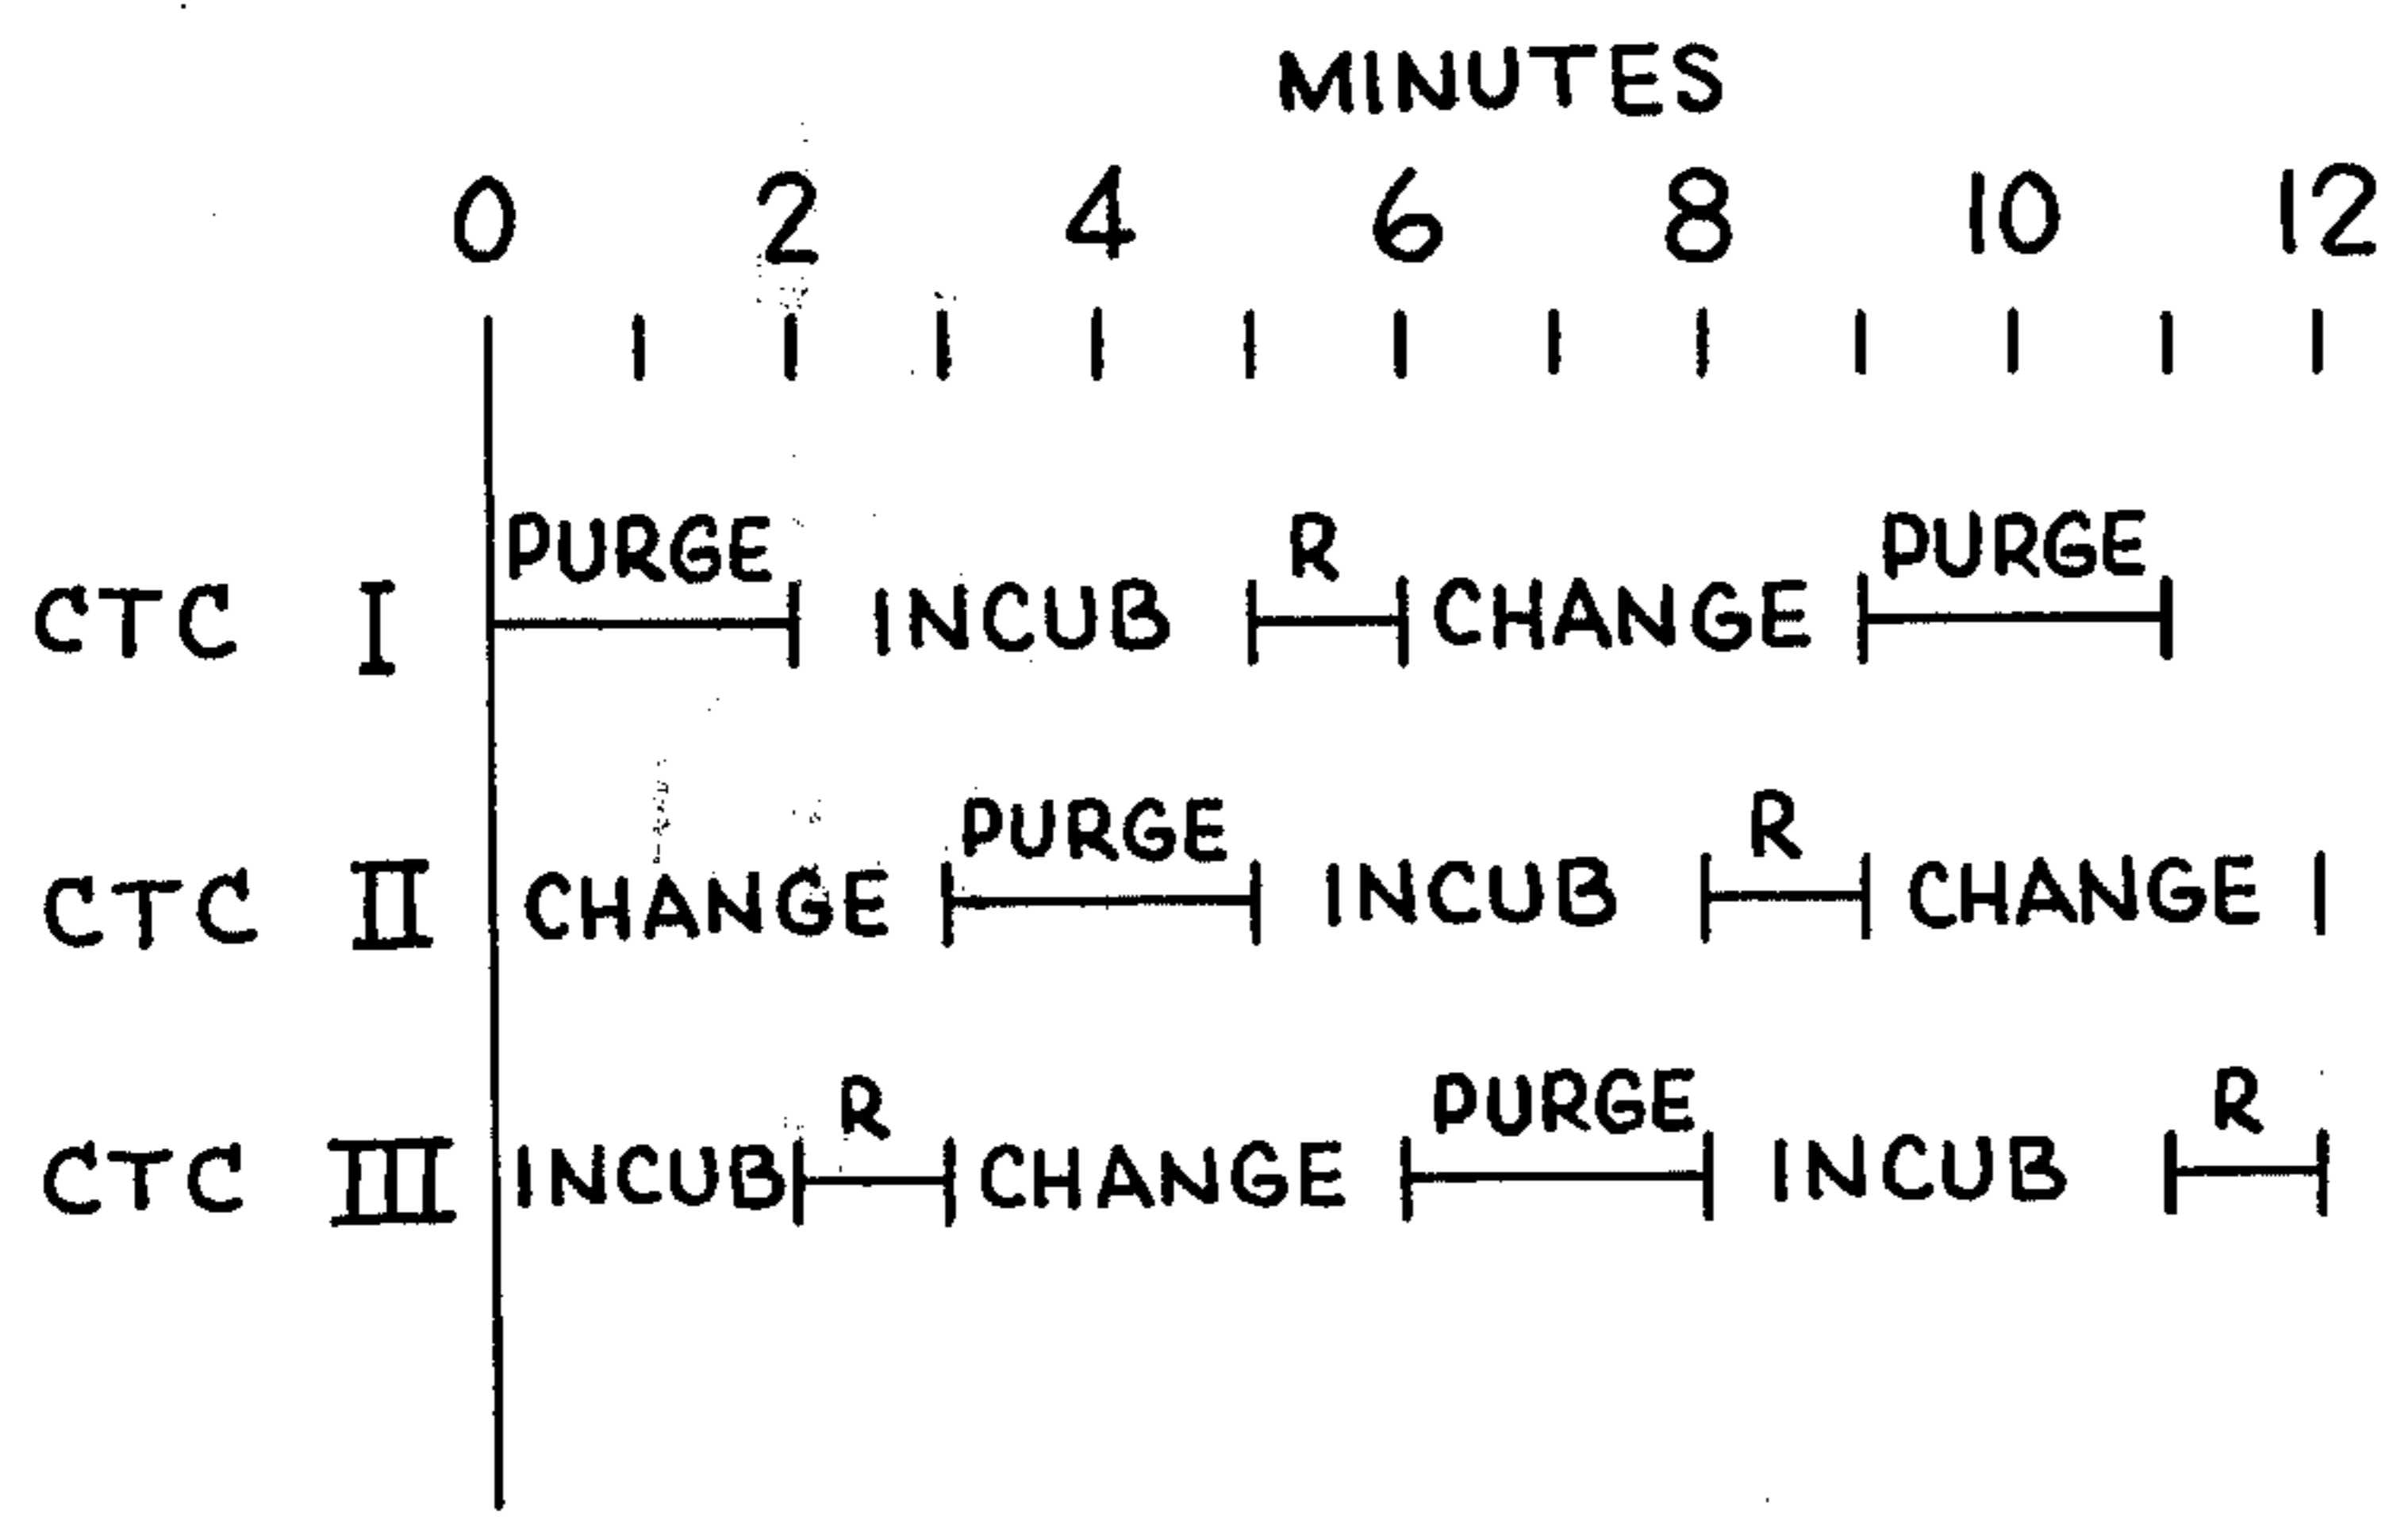 MINUTES
0 2 4 6 8 10 12
PURGE R PURGE
CTC I INCUB CHANGE
PURGE R
CTC II CHANGE INCUB CHANGE
R PURGE R
CTC III INCUB CHANGE INCUB